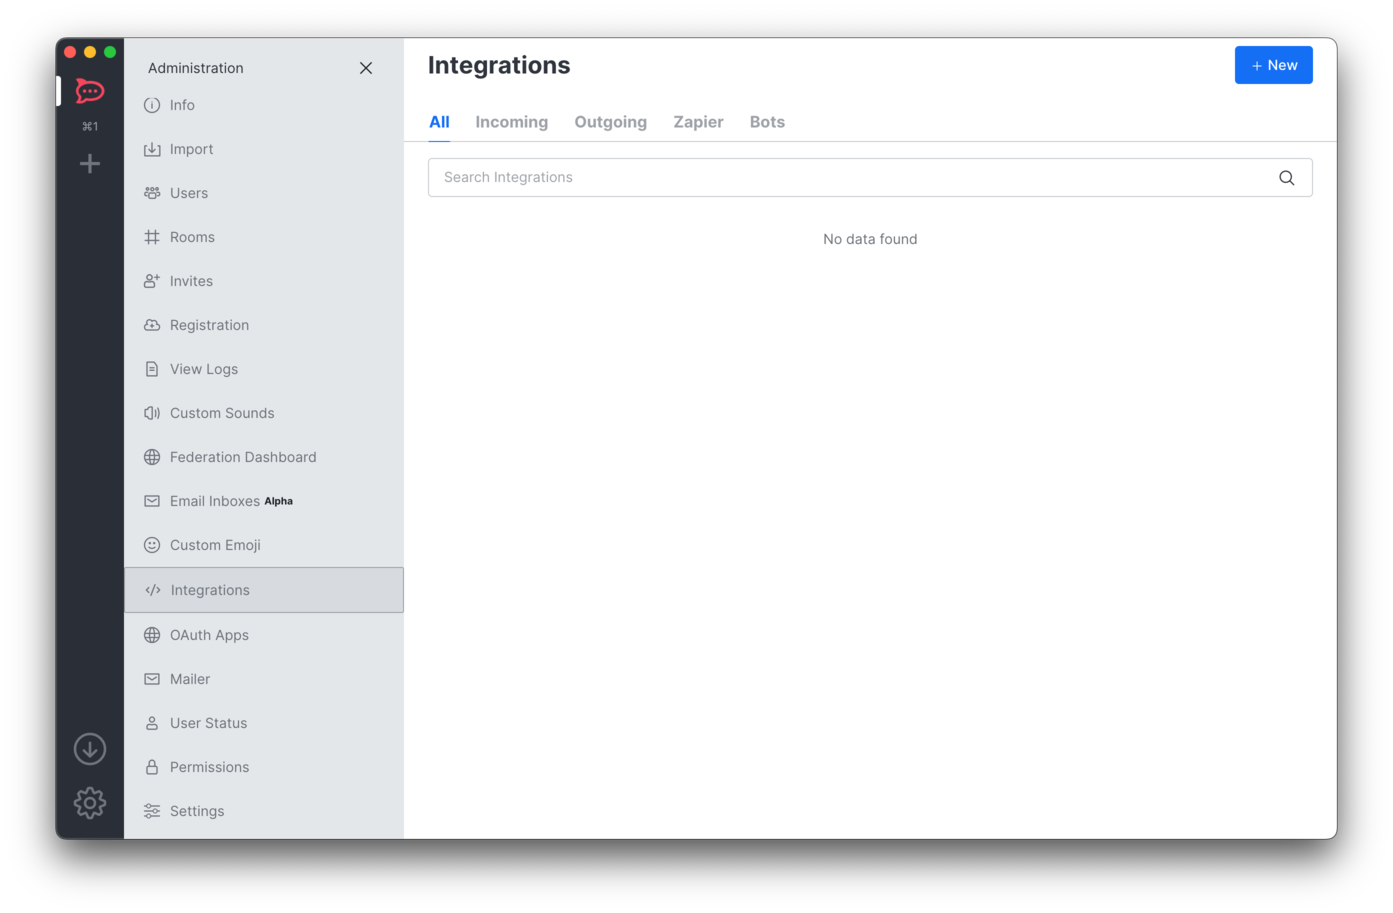 ⌘1
Administration
Info
Import
Users
Rooms
Invites
Registration
View Logs
Custom Sounds
Federation Dashboard
Email Inboxes Alpha
Custom Emoji
Integrations
OAuth Apps
Mailer
User Status
Permissions
Settings
Integrations
+ New
All Incoming Outgoing Zapier Bots
Search Integrations
No data found